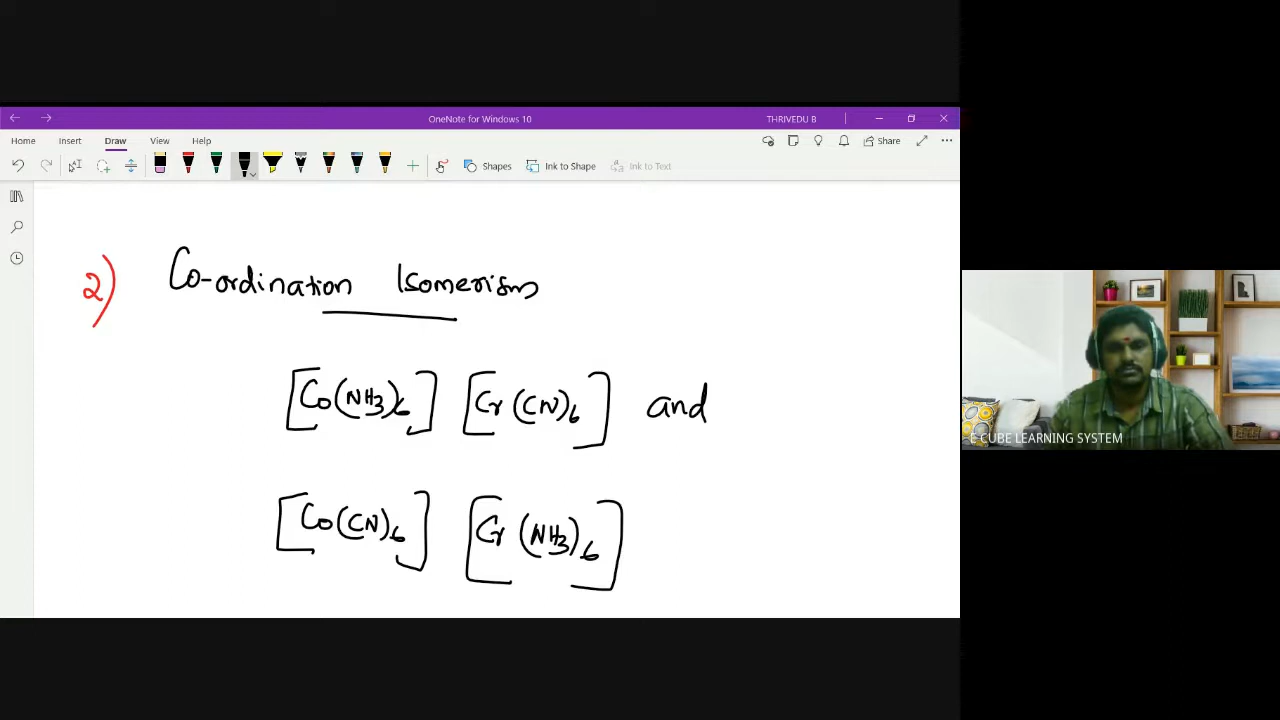 OneNote for Windows 10
THRIVEDU B
Home Insert Draw View Help
Share
Shapes Ink to Shape Ink to Text
2) Co-ordination Isomerism
[Co(NH3)6] [Cr(CN)6] and
[Co(CN)6] [Cr(NH3)6]
E CUBE LEARNING SYSTEM